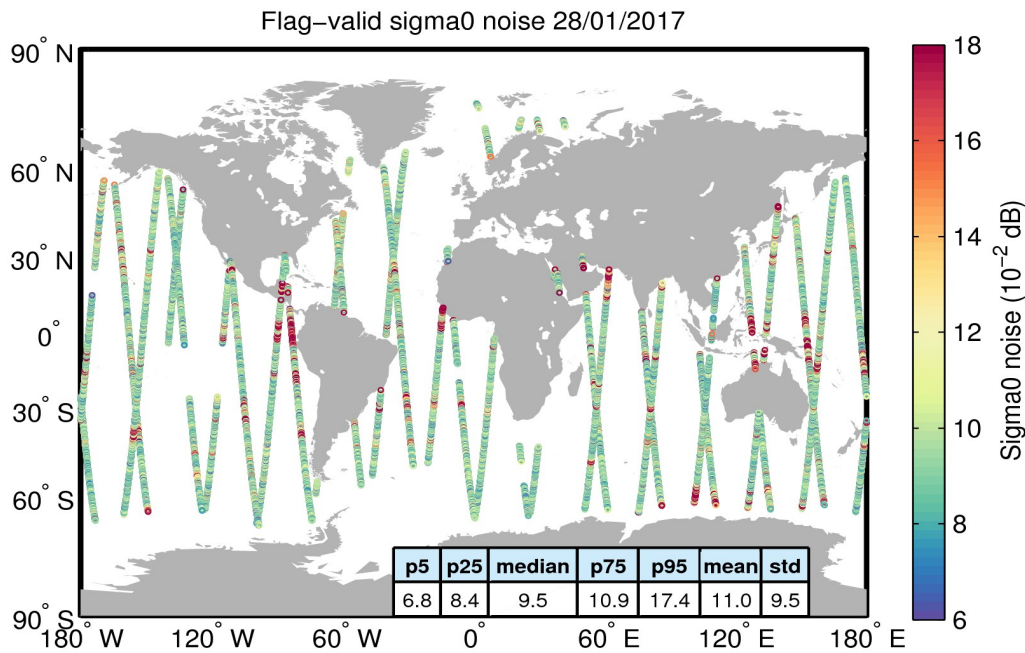 Flag−valid sigma0 noise 28/01/2017
90° N
60° N
30° N
0°
30° S
60° S
90° S
180° W
120° W
60° W
0°
60° E
120° E
180° E
p5 p25 median p75 p95 mean std
6.8 8.4 9.5 10.9 17.4 11.0 9.5
18
16
14
12
10
8
6
Sigma0 noise (10⁻² dB)